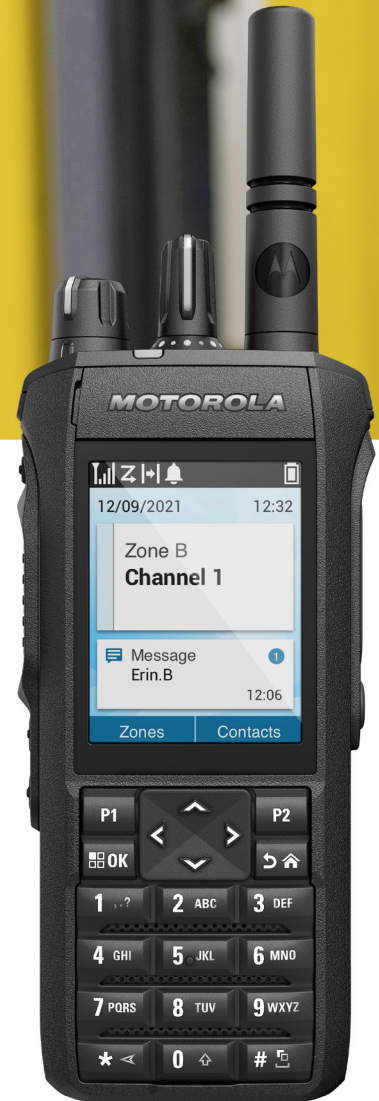 MOTOROLA
12/09/2021 12:32
Zone B
Channel 1
Message 1
Erin.B
12:06
Zones Contacts
P1 P2
OK
1 ,.? 2 ABC 3 DEF
4 GHI 5 JKL 6 MNO
7 PQRS 8 TUV 9 WXYZ
* 0 #